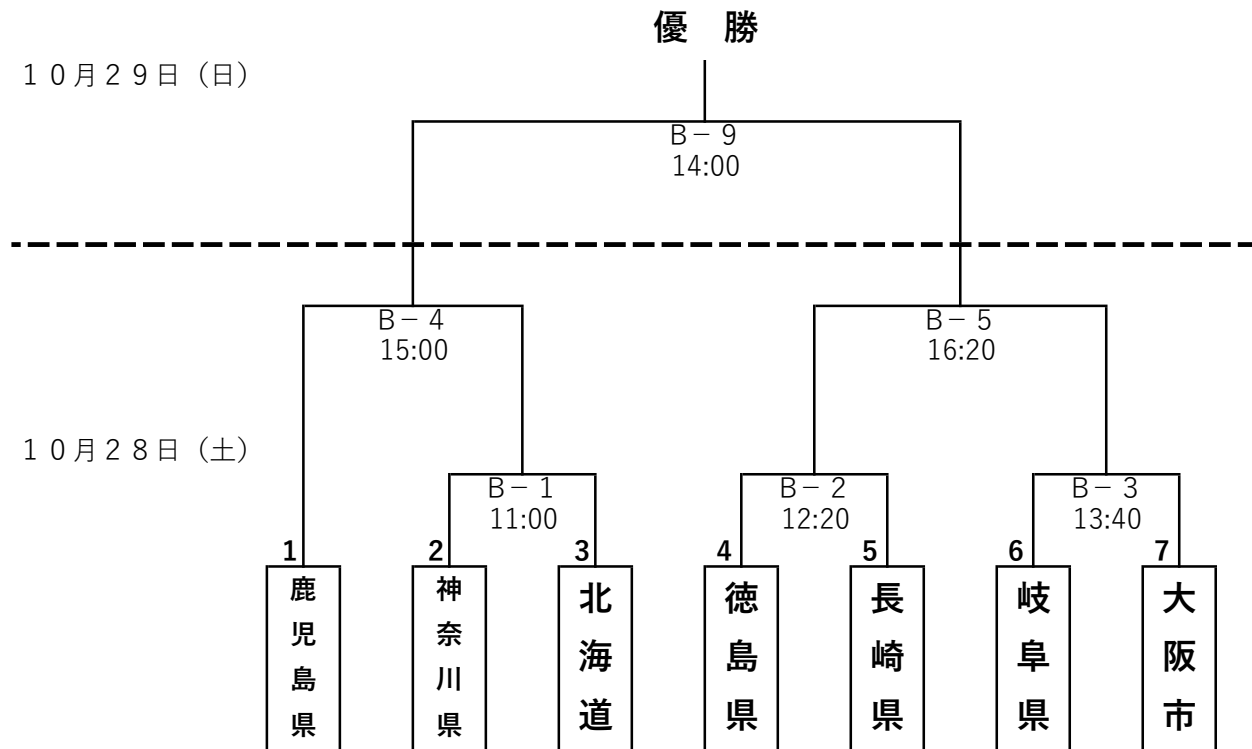 優　勝
１０月２９日（日）
Ｂ－９
14:00
Ｂ－４
15:00
Ｂ－５
16:20
１０月２８日（土）
Ｂ－１
11:00
Ｂ－２
12:20
Ｂ－３
13:40
1
2
3
4
5
6
7
鹿児島県
神奈川県
北海道
徳島県
長崎県
岐阜県
大阪市